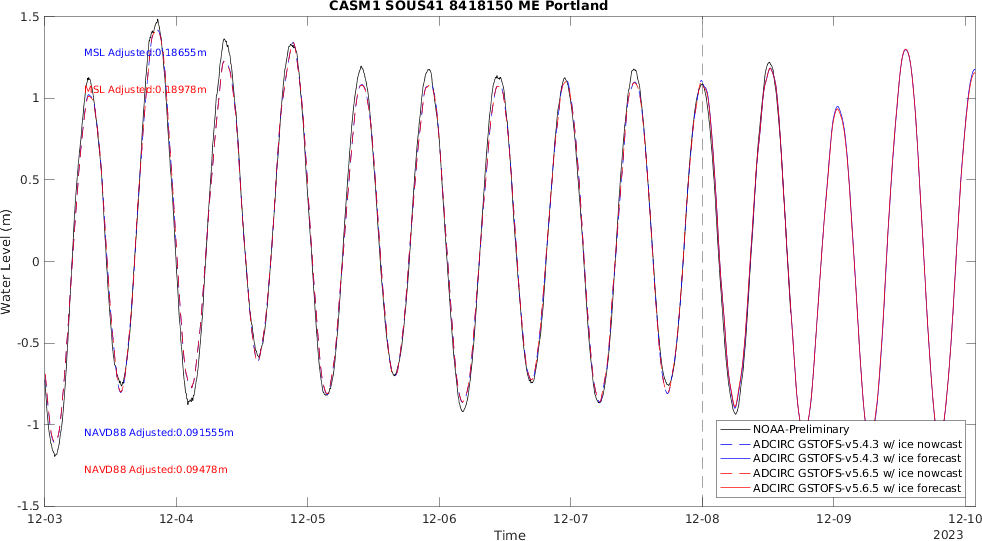 CASM1 SOUS41 8418150 ME Portland
1.5
MSL Adjusted:0.18655m
MSL Adjusted:0.18978m
1
0.5
0
Water Level (m)
-0.5
-1
NAVD88 Adjusted:0.091555m
NAVD88 Adjusted:0.09478m
-1.5
NOAA-Preliminary
ADCIRC GSTOFS-v5.4.3 w/ ice nowcast
ADCIRC GSTOFS-v5.4.3 w/ ice forecast
ADCIRC GSTOFS-v5.6.5 w/ ice nowcast
ADCIRC GSTOFS-v5.6.5 w/ ice forecast
12-03 12-04 12-05 12-06 12-07 12-08 12-09 12-10
Time
2023